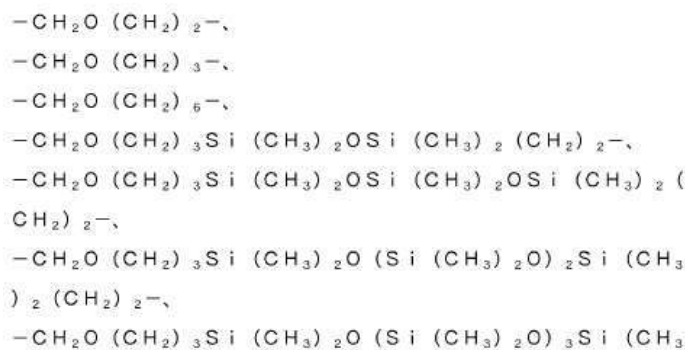 －ＣＨ₂Ｏ（ＣＨ₂）₂－、
－ＣＨ₂Ｏ（ＣＨ₂）₃－、
－ＣＨ₂Ｏ（ＣＨ₂）₆－、
－ＣＨ₂Ｏ（ＣＨ₂）₃Ｓｉ（ＣＨ₃）₂ＯＳｉ（ＣＨ₃）₂（ＣＨ₂）₂－、
－ＣＨ₂Ｏ（ＣＨ₂）₃Ｓｉ（ＣＨ₃）₂ＯＳｉ（ＣＨ₃）₂ＯＳｉ（ＣＨ₃）₂（
ＣＨ₂）₂－、
－ＣＨ₂Ｏ（ＣＨ₂）₃Ｓｉ（ＣＨ₃）₂Ｏ（Ｓｉ（ＣＨ₃）₂Ｏ）₂Ｓｉ（ＣＨ₃
）₂（ＣＨ₂）₂－、
－ＣＨ₂Ｏ（ＣＨ₂）₃Ｓｉ（ＣＨ₃）₂Ｏ（Ｓｉ（ＣＨ₃）₂Ｏ）₃Ｓｉ（ＣＨ₃